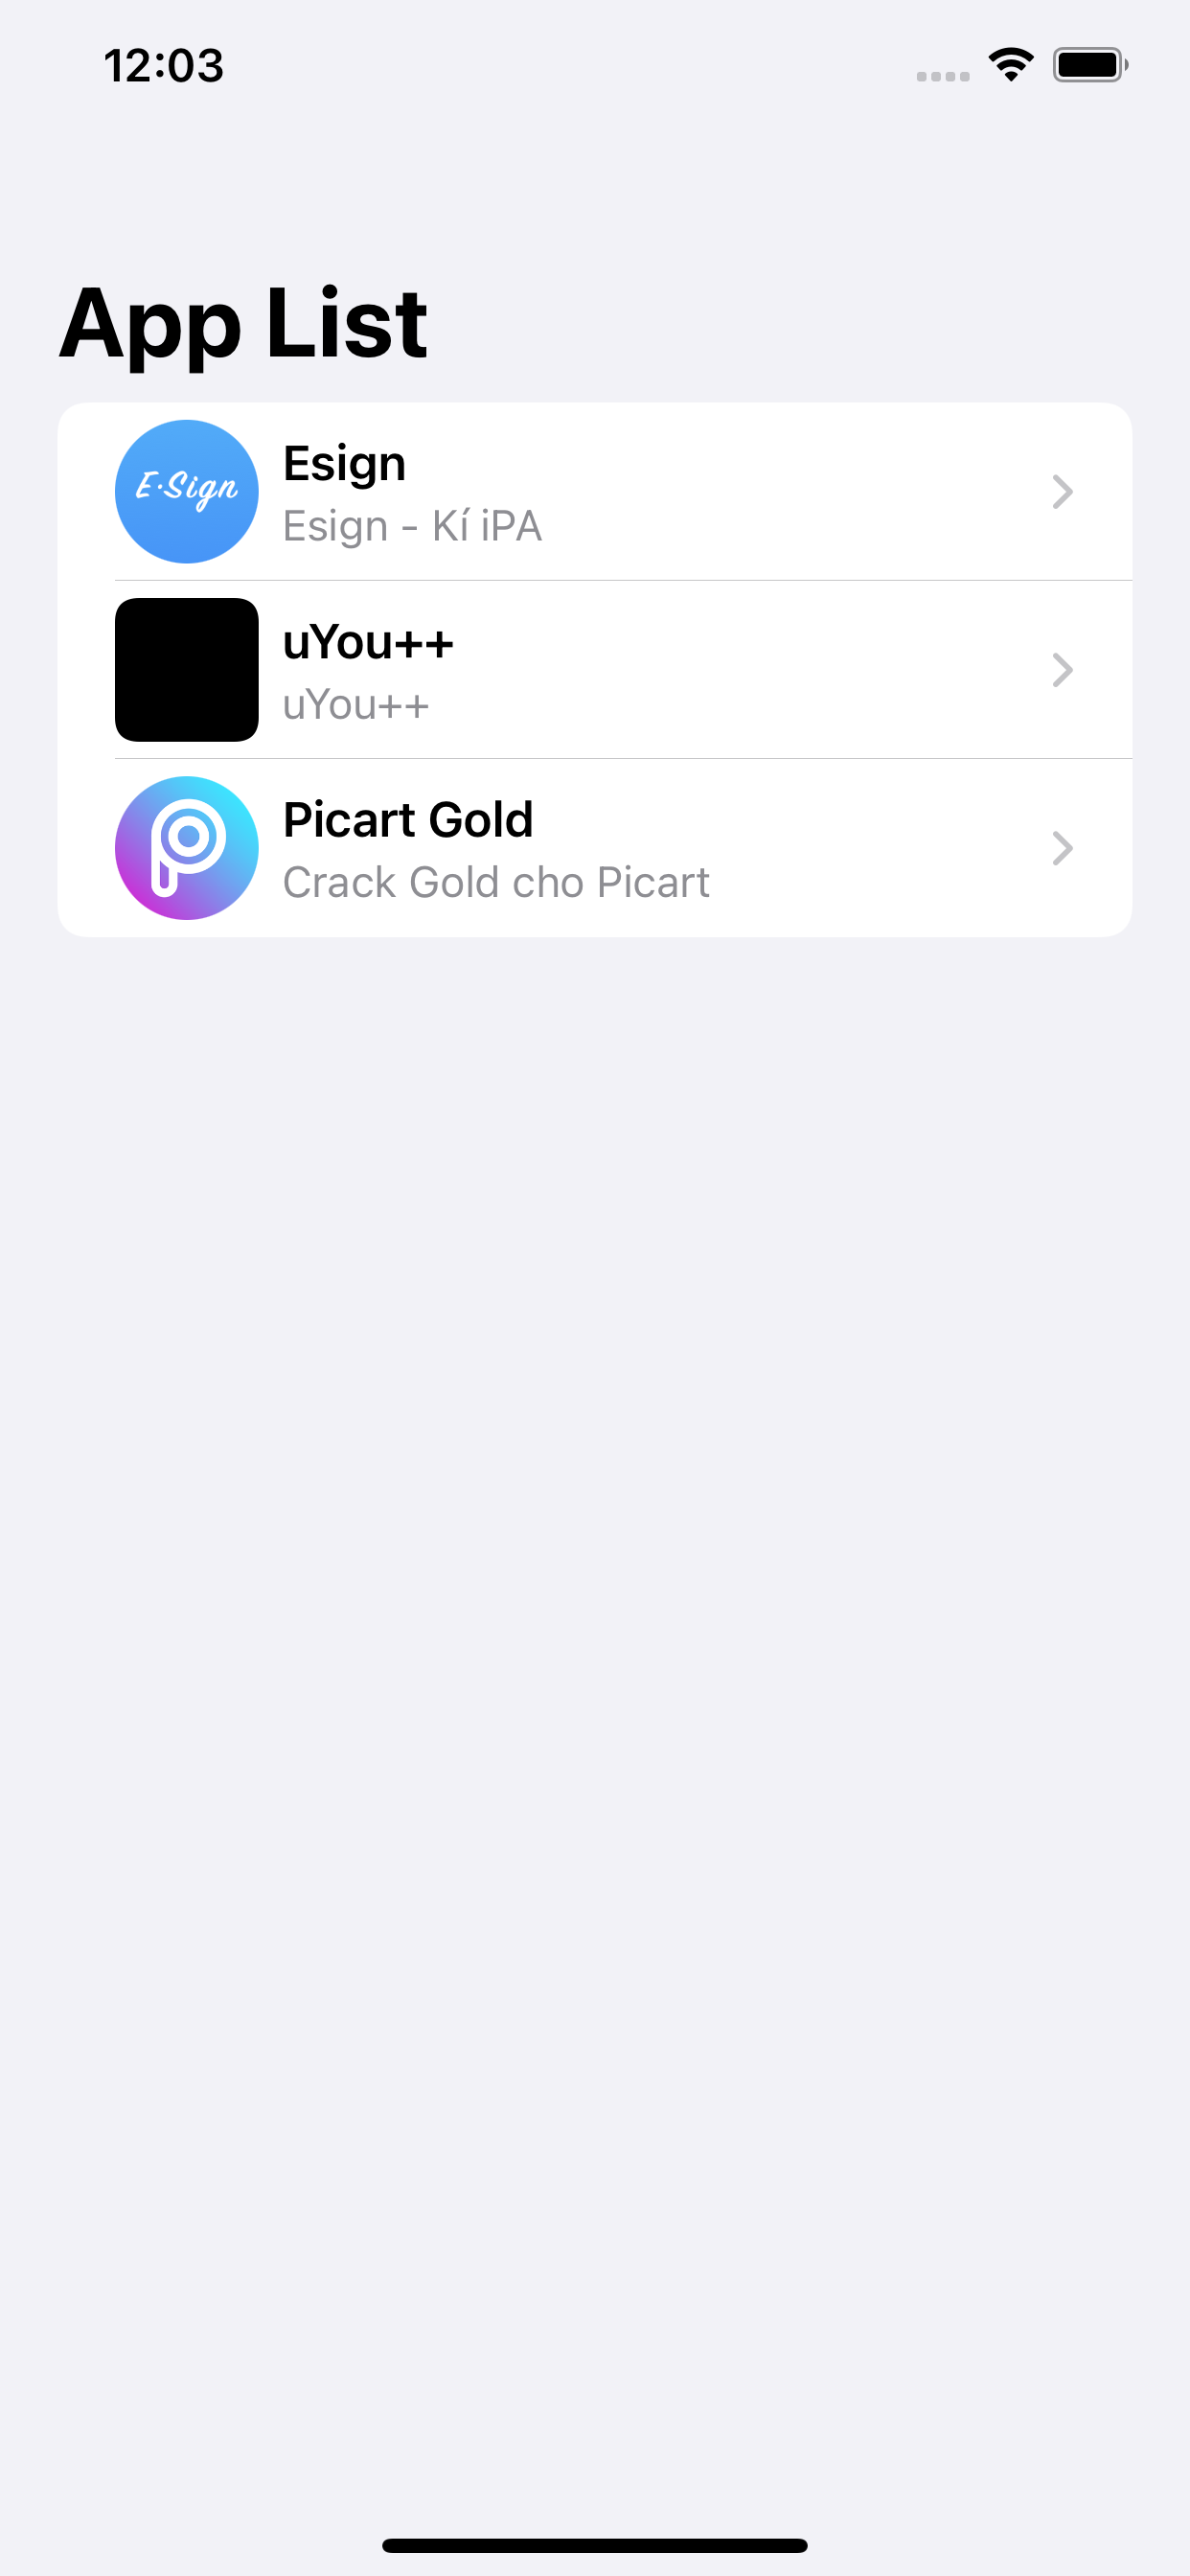 12:03
App List
E·Sign
Esign
Esign - Kí iPA
uYou++
uYou++
Picart Gold
Crack Gold cho Picart